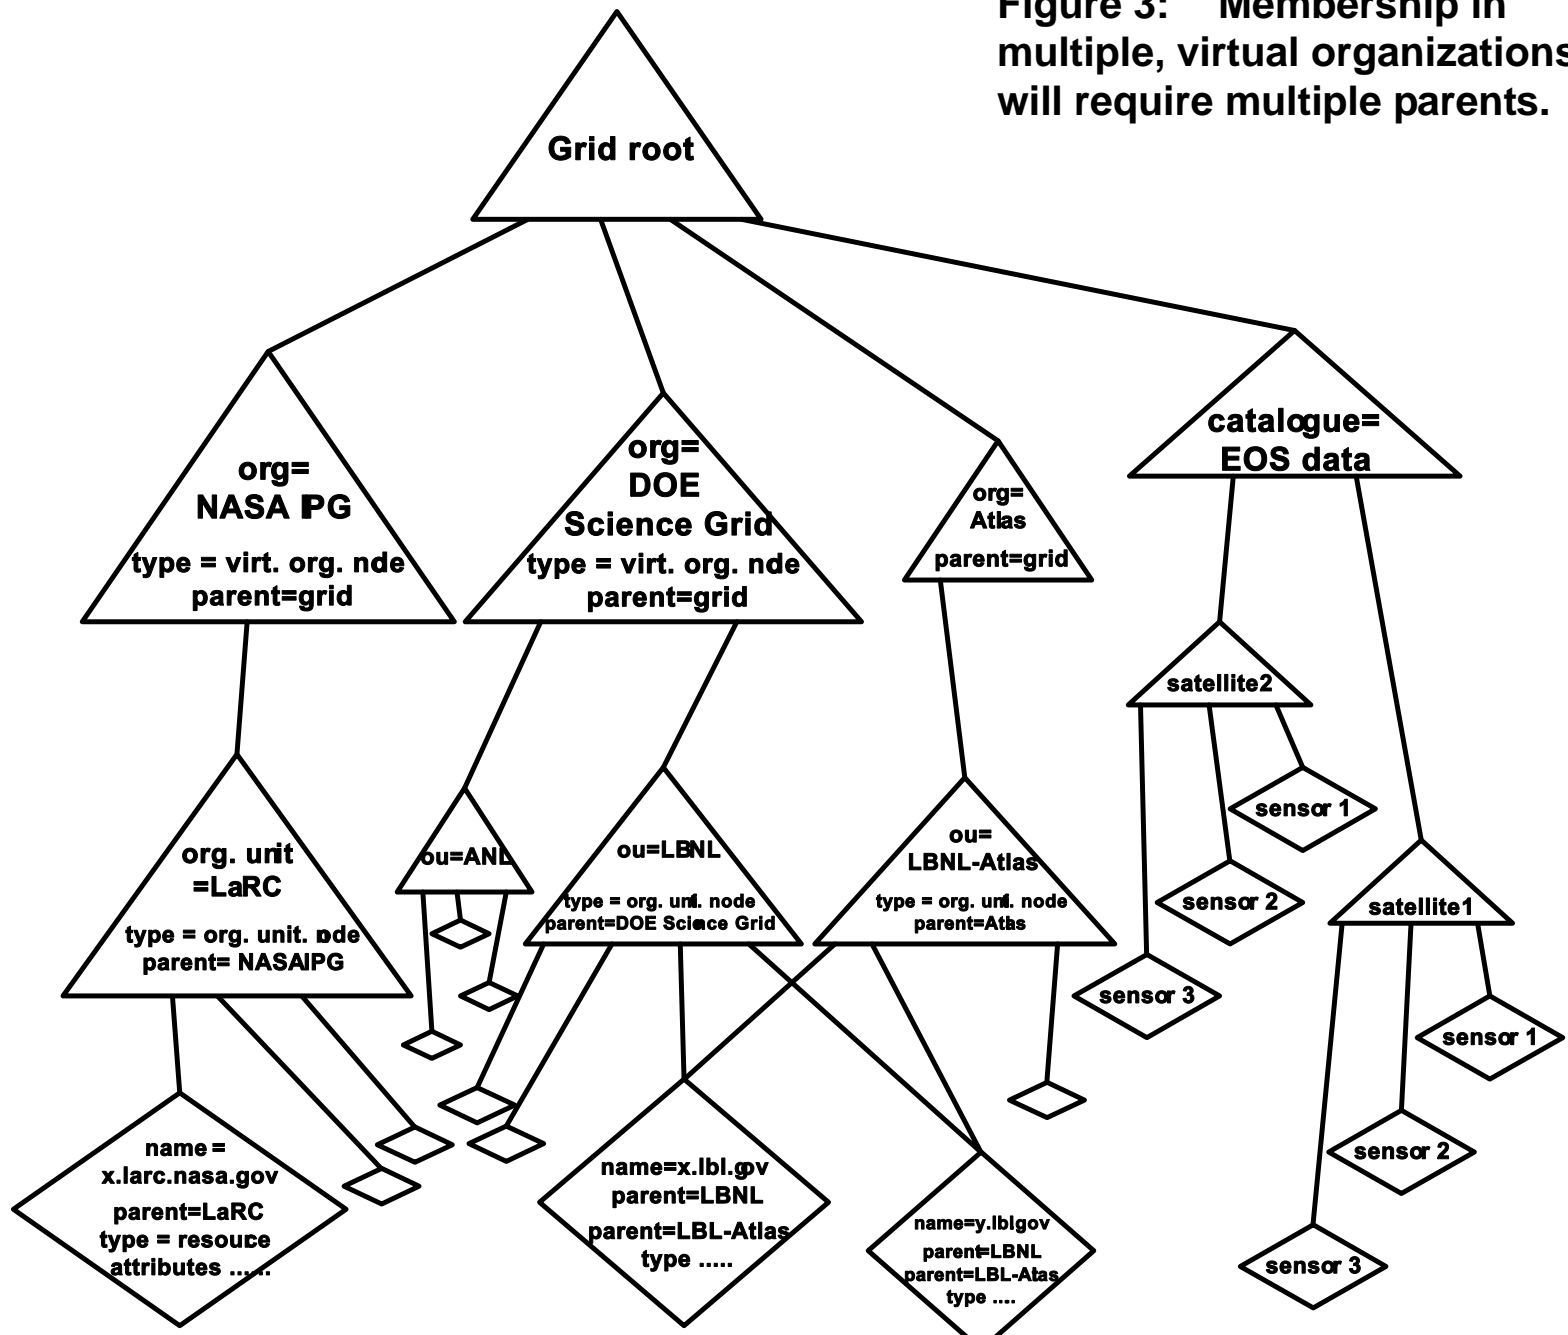 Figure 3: Membership in
multiple, virtual organizations
will require multiple parents.
Grid root
org=
NASA IPG
type = virt. org. nde
parent=grid
org=
DOE
Science Grid
type = virt. org. nde
parent=grid
org=
Atlas
parent=grid
catalogue=
EOS data
satellite2
sensor 1
sensor 2
sensor 3
satellite1
sensor 1
sensor 2
sensor 3
org. unit
=LaRC
type = org. unit. node
parent= NASAIPG
ou=ANL
ou=LBNL
type = org. unit. node
parent=DOE Science Grid
ou=
LBNL-Atlas
type = org. unit. node
parent=Atlas
name =
x.larc.nasa.gov
parent=LaRC
type = resource
attributes ......
name=x.lbl.gov
parent=LBNL
parent=LBL-Atlas
type .....
name=y.lblgov
parent=LBNL
parent=LBL-Atlas
type ....